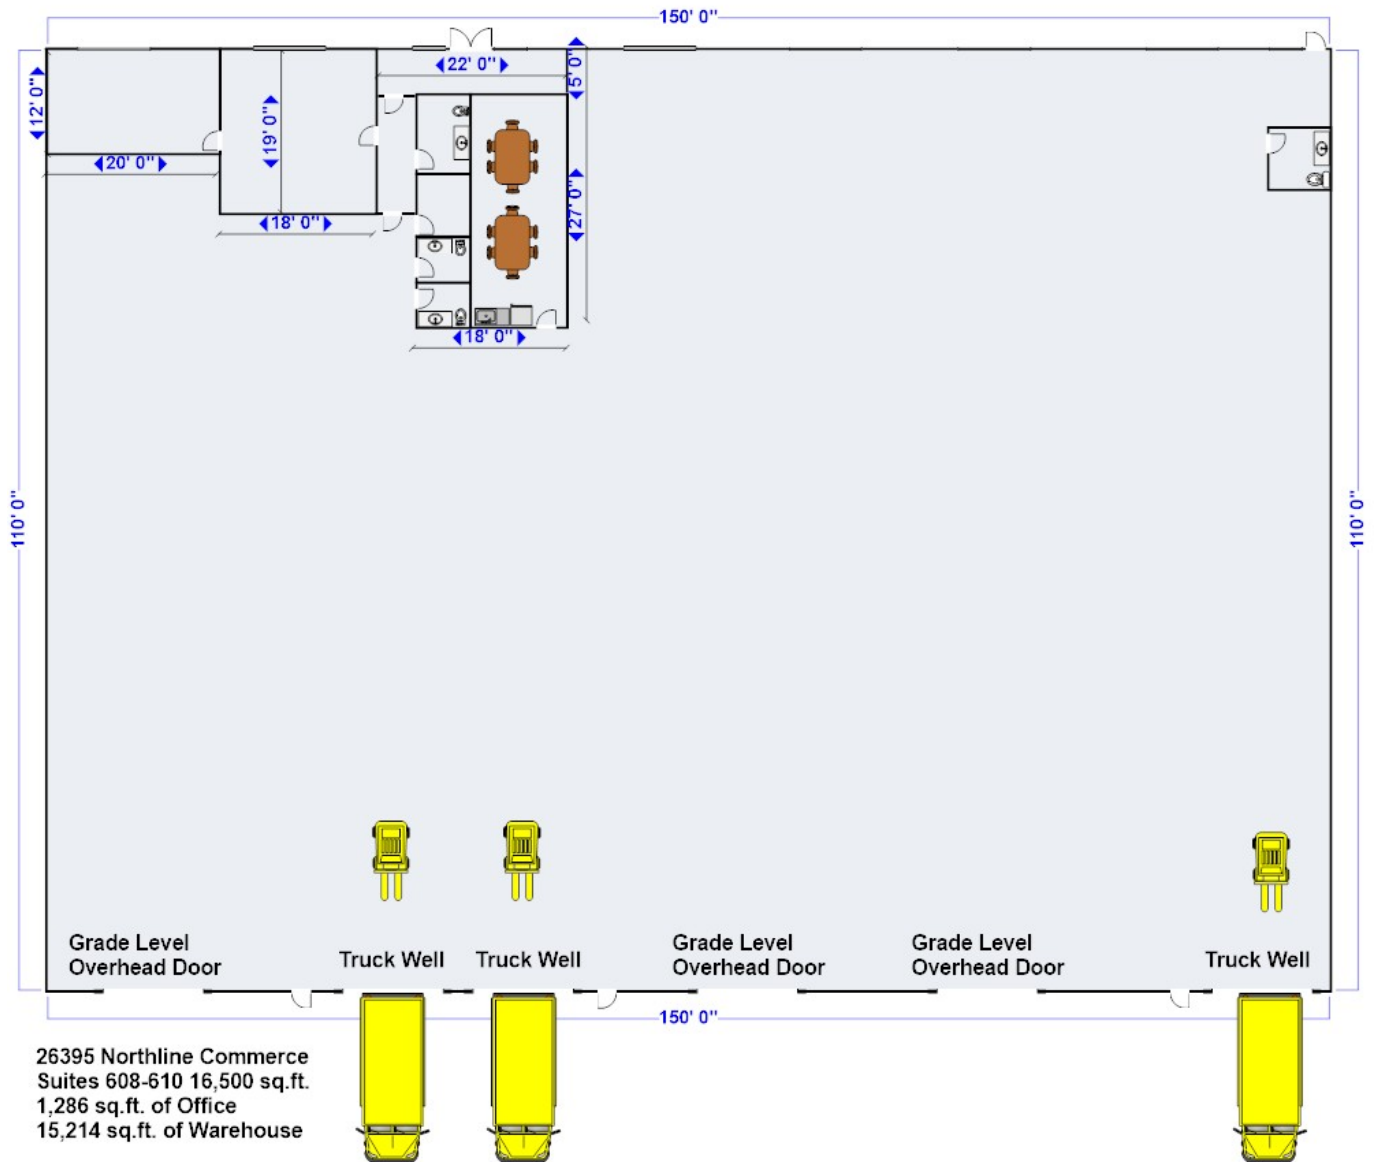 150' 0"
22' 0"
5' 0"
12' 0"
19' 0"
20' 0"
18' 0"
27' 0"
18' 0"
110' 0"
110' 0"
Grade Level
Overhead Door
Truck Well
Truck Well
Grade Level
Overhead Door
Grade Level
Overhead Door
Truck Well
150' 0"
26395 Northline Commerce
Suites 608-610 16,500 sq.ft.
1,286 sq.ft. of Office
15,214 sq.ft. of Warehouse